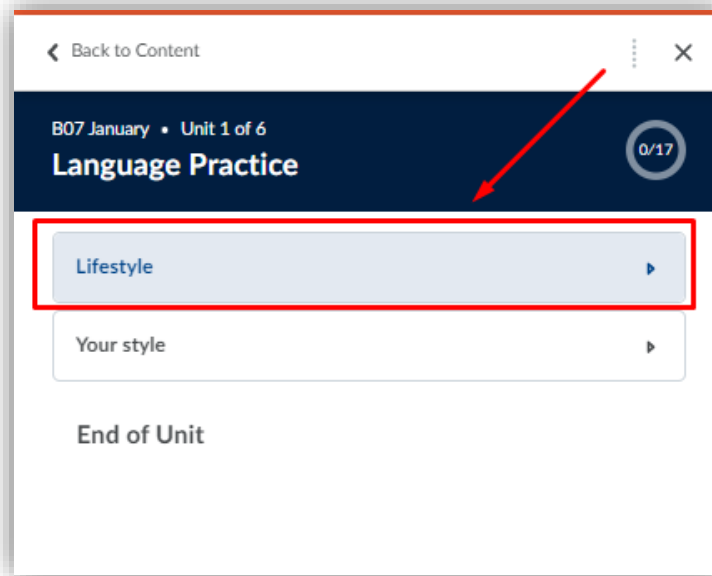 Back to Content
B07 January • Unit 1 of 6
Language Practice
0/17
Lifestyle
Your style
End of Unit